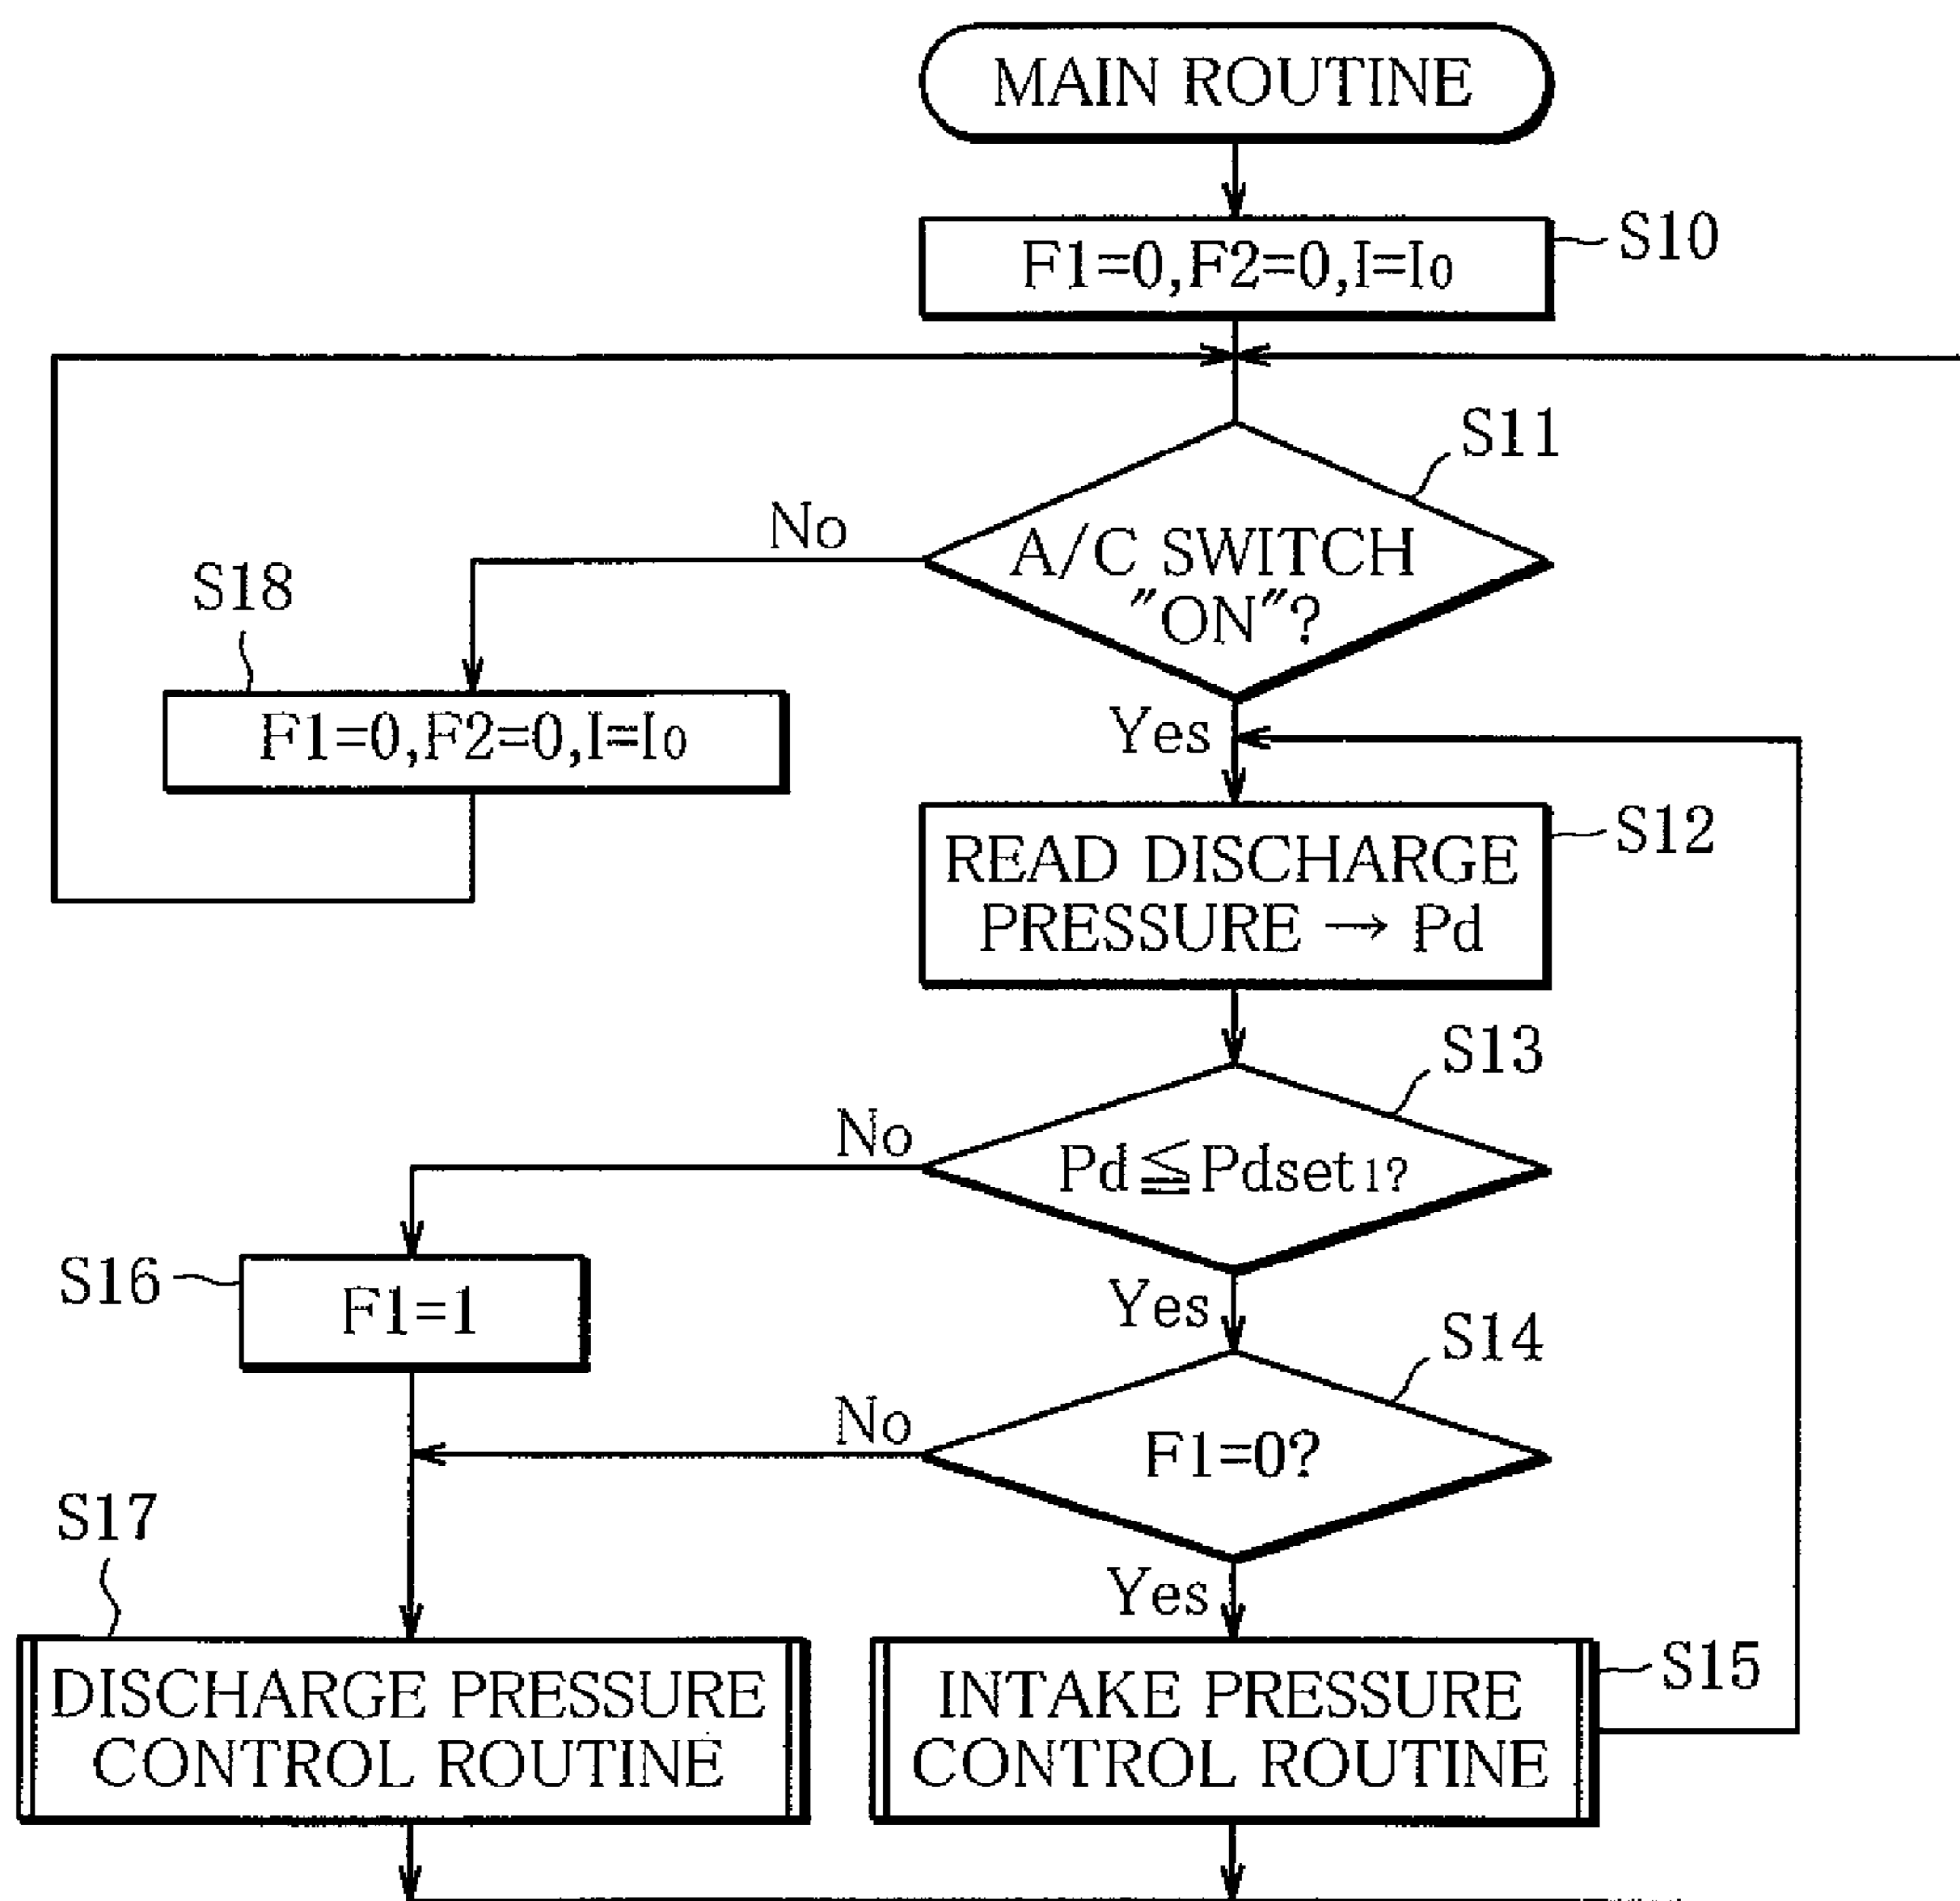 MAIN ROUTINE
F1=0,F2=0,I=I0
S10
S11
A/C SWITCH
"ON"?
No
Yes
S18
F1=0,F2=0,I=I0
S12
READ DISCHARGE
PRESSURE → Pd
S13
Pd≦Pdset1?
No
Yes
S16
F1=1
S14
F1=0?
No
Yes
S17
DISCHARGE PRESSURE
CONTROL ROUTINE
S15
INTAKE PRESSURE
CONTROL ROUTINE